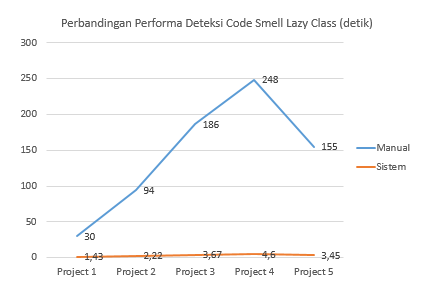 Perbandingan Performa Deteksi Code Smell Lazy Class (detik)
300
250
200
150
100
50
0
30
94
186
248
155
1,43
2,22
3,67
4,6
3,45
Project 1
Project 2
Project 3
Project 4
Project 5
Manual
Sistem